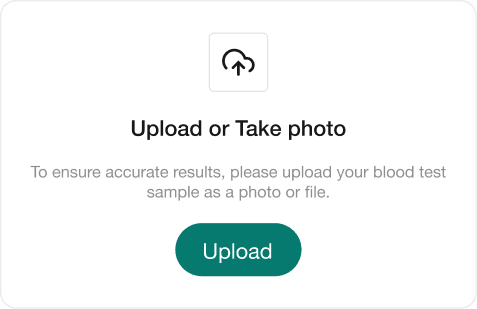 Upload or Take photo
To ensure accurate results, please upload your blood test
sample as a photo or file.
Upload